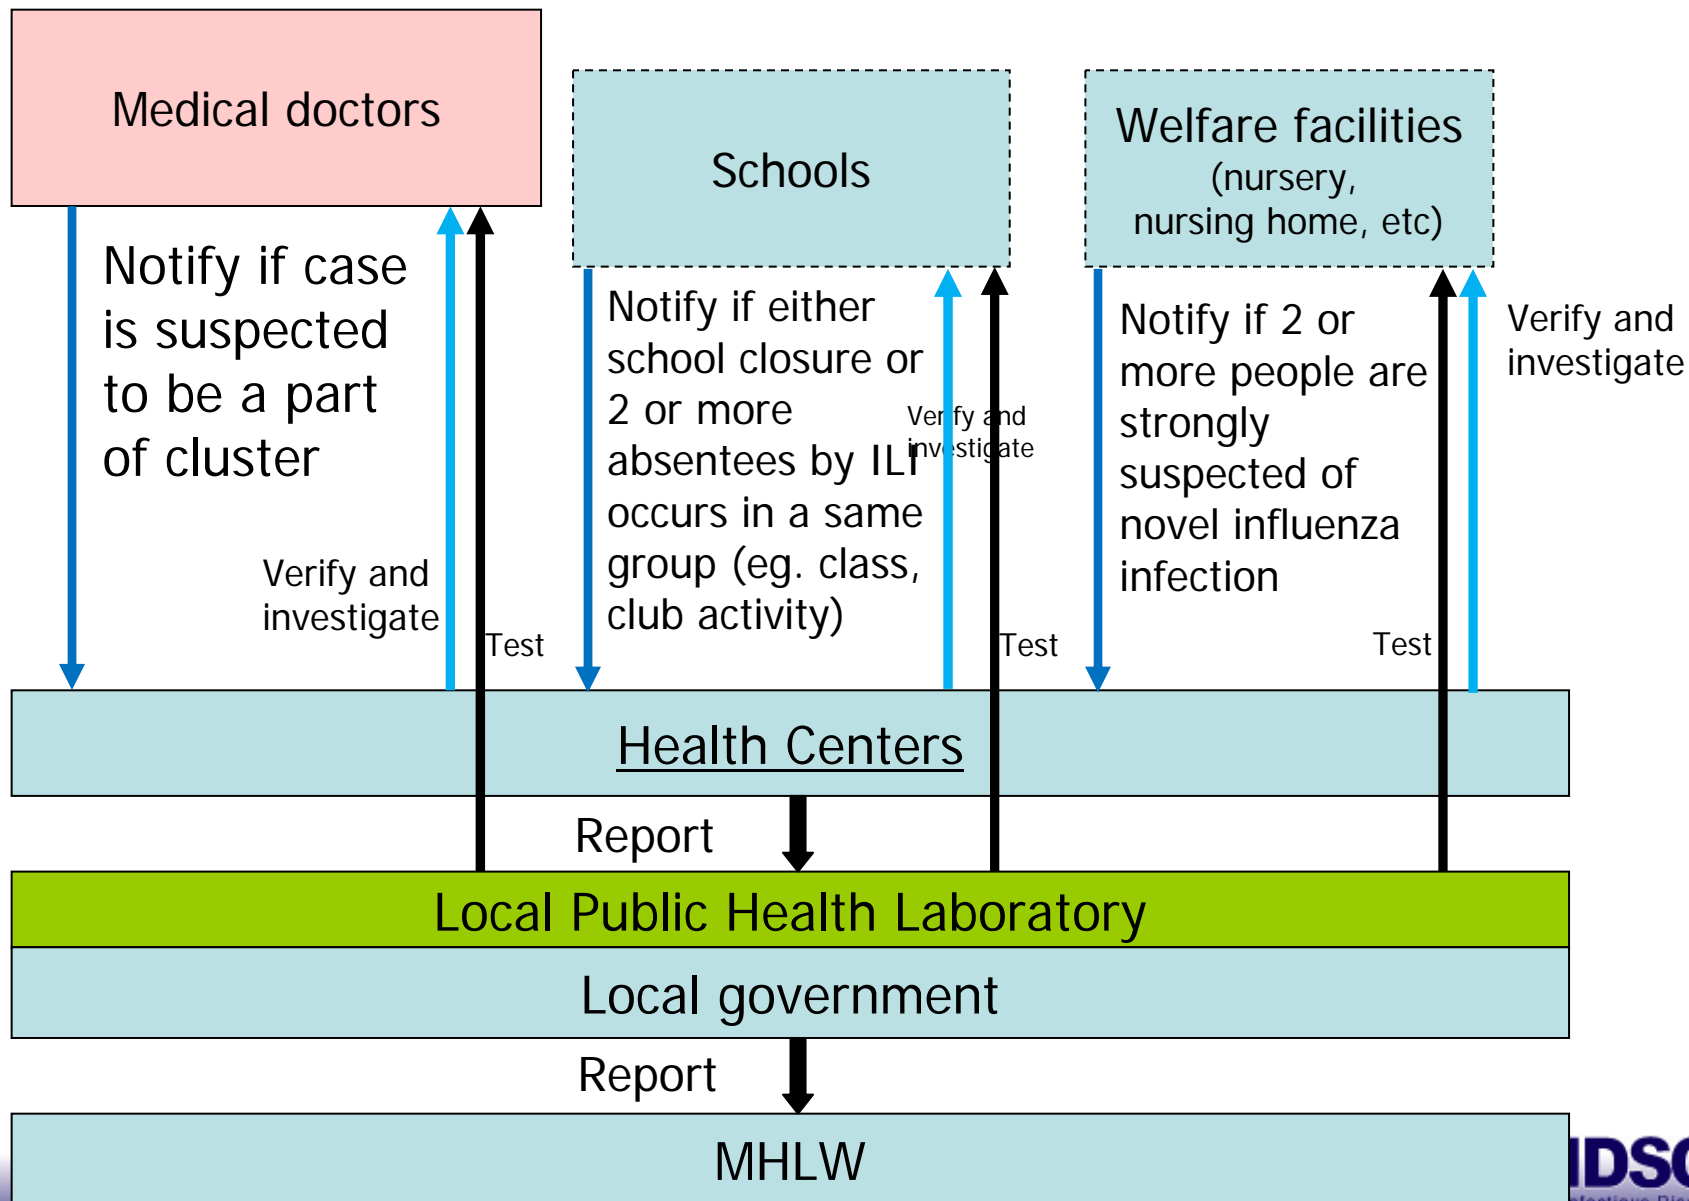 Medical doctors
Schools
Welfare facilities
(nursery,
nursing home, etc)
Notify if case
is suspected
to be a part
of cluster
Verify and
investigate
Test
Notify if either
school closure or
2 or more
absentees by ILI
occurs in a same
group (eg. class,
club activity)
Verify and
investigate
Test
Notify if 2 or
more people are
strongly
suspected of
novel influenza
infection
Test
Verify and
investigate
Health Centers
Report
Local Public Health Laboratory
Local government
Report
MHLW